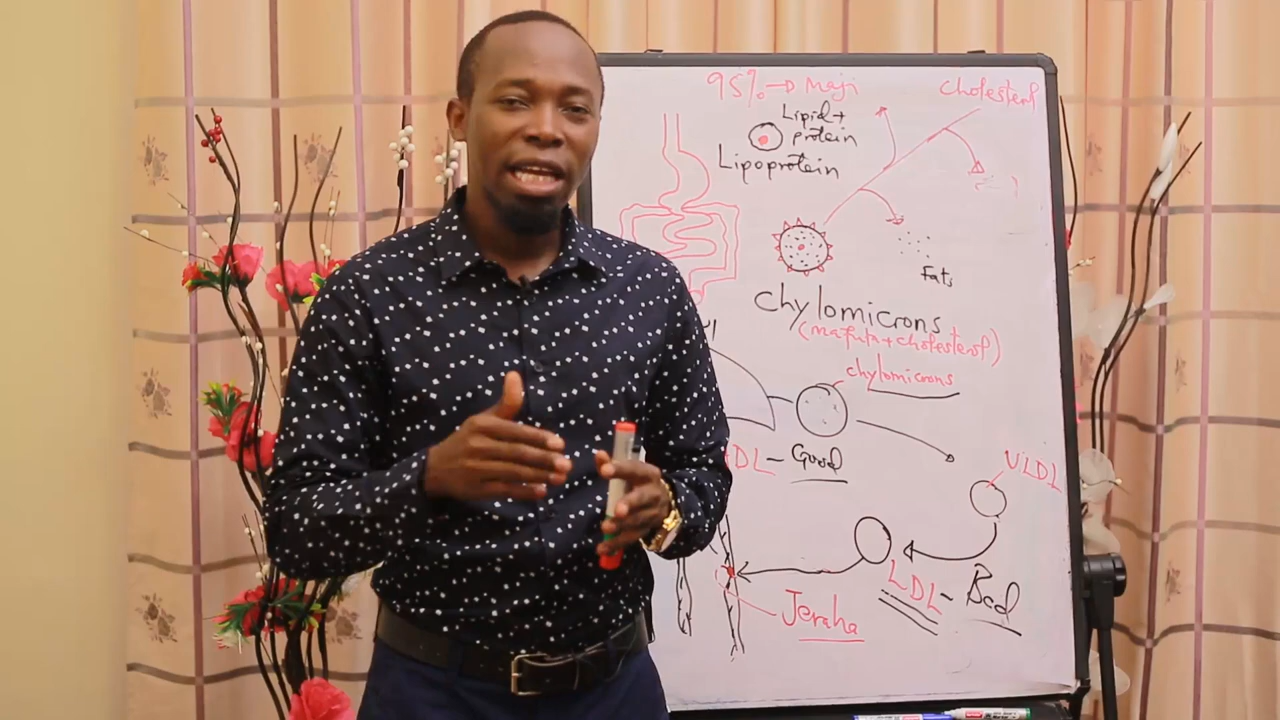 95% → Maji
cholesterol
Lipid +
protein
Lipoprotein
Fats
chylomicrons
(mafuta + cholesterol)
chylomicrons
DL - Good
VLDL
LDL - Bad
Jeraha